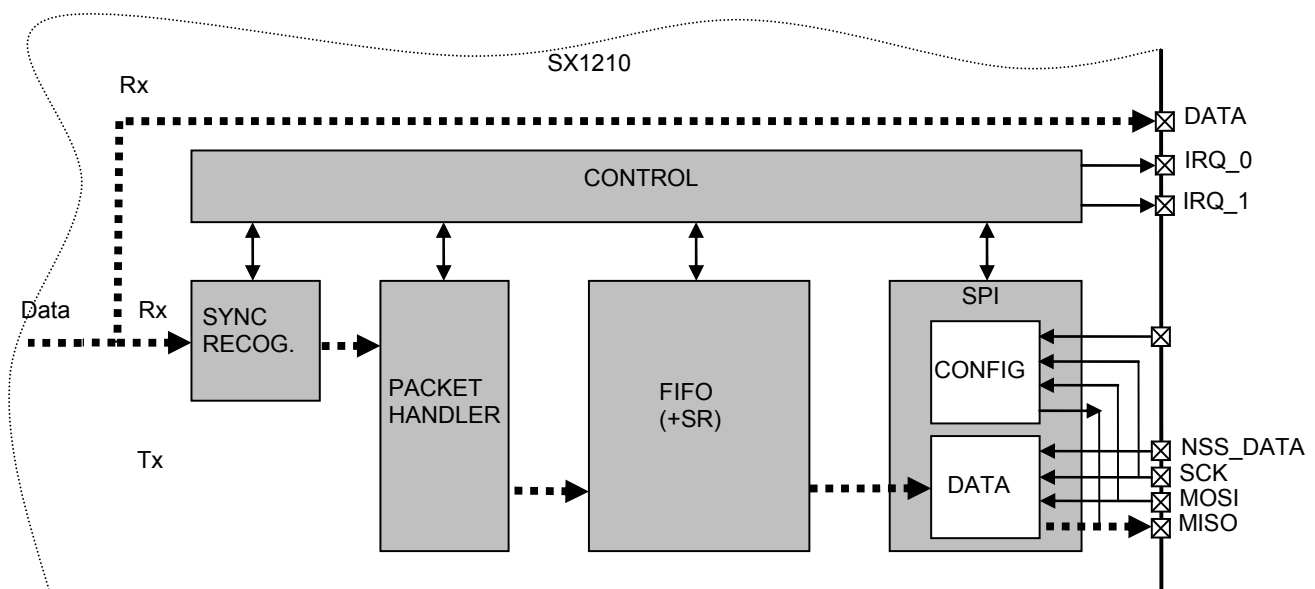 SX1210
Rx
DATA
CONTROL
IRQ_0
IRQ_1
Data
Rx
SYNC
RECOG.
PACKET
HANDLER
FIFO
(+SR)
SPI
CONFIG
DATA
NSS_DATA
SCK
MOSI
MISO
Tx